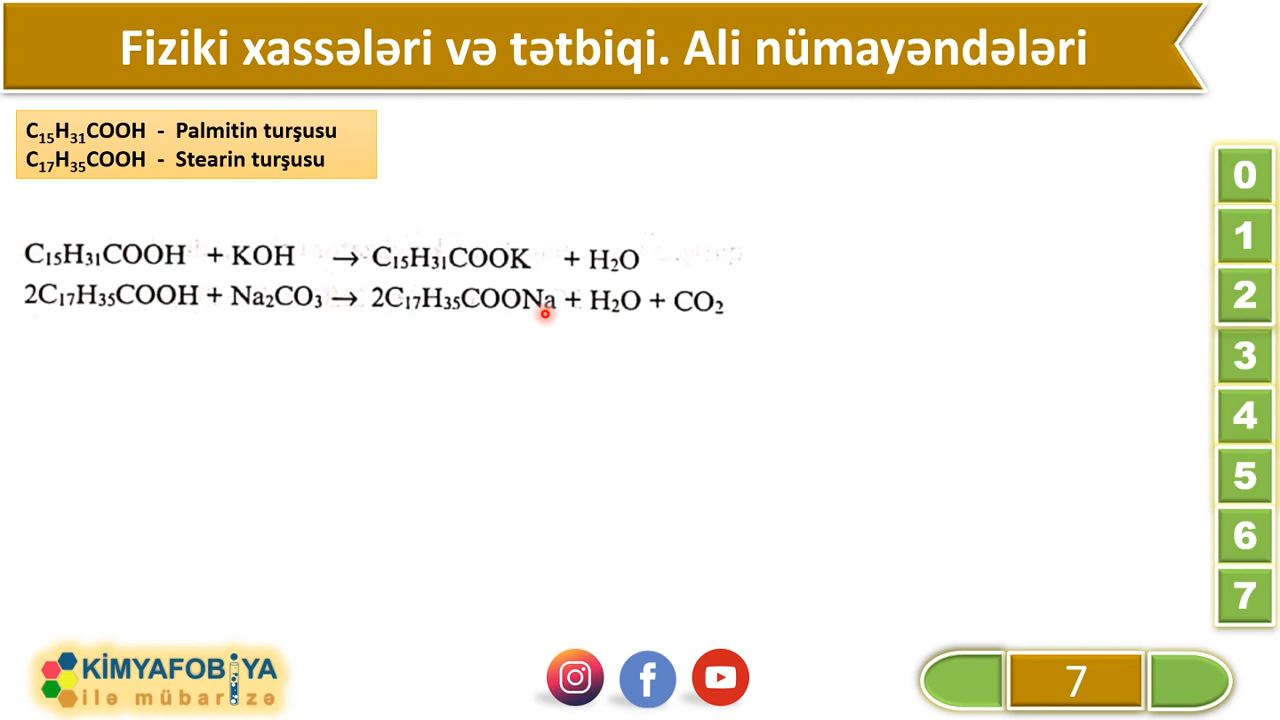 Fiziki xassələri və tətbiqi. Ali nümayəndələri
C₁₅H₃₁COOH - Palmitin turşusu
C₁₇H₃₅COOH - Stearin turşusu
C₁₅H₃₁COOH + KOH → C₁₅H₃₁COOK + H₂O
2C₁₇H₃₅COOH + Na₂CO₃ → 2C₁₇H₃₅COONa + H₂O + CO₂
0
1
2
3
4
5
6
7
KİMYAFOBİYA
ilə mübarizə
7